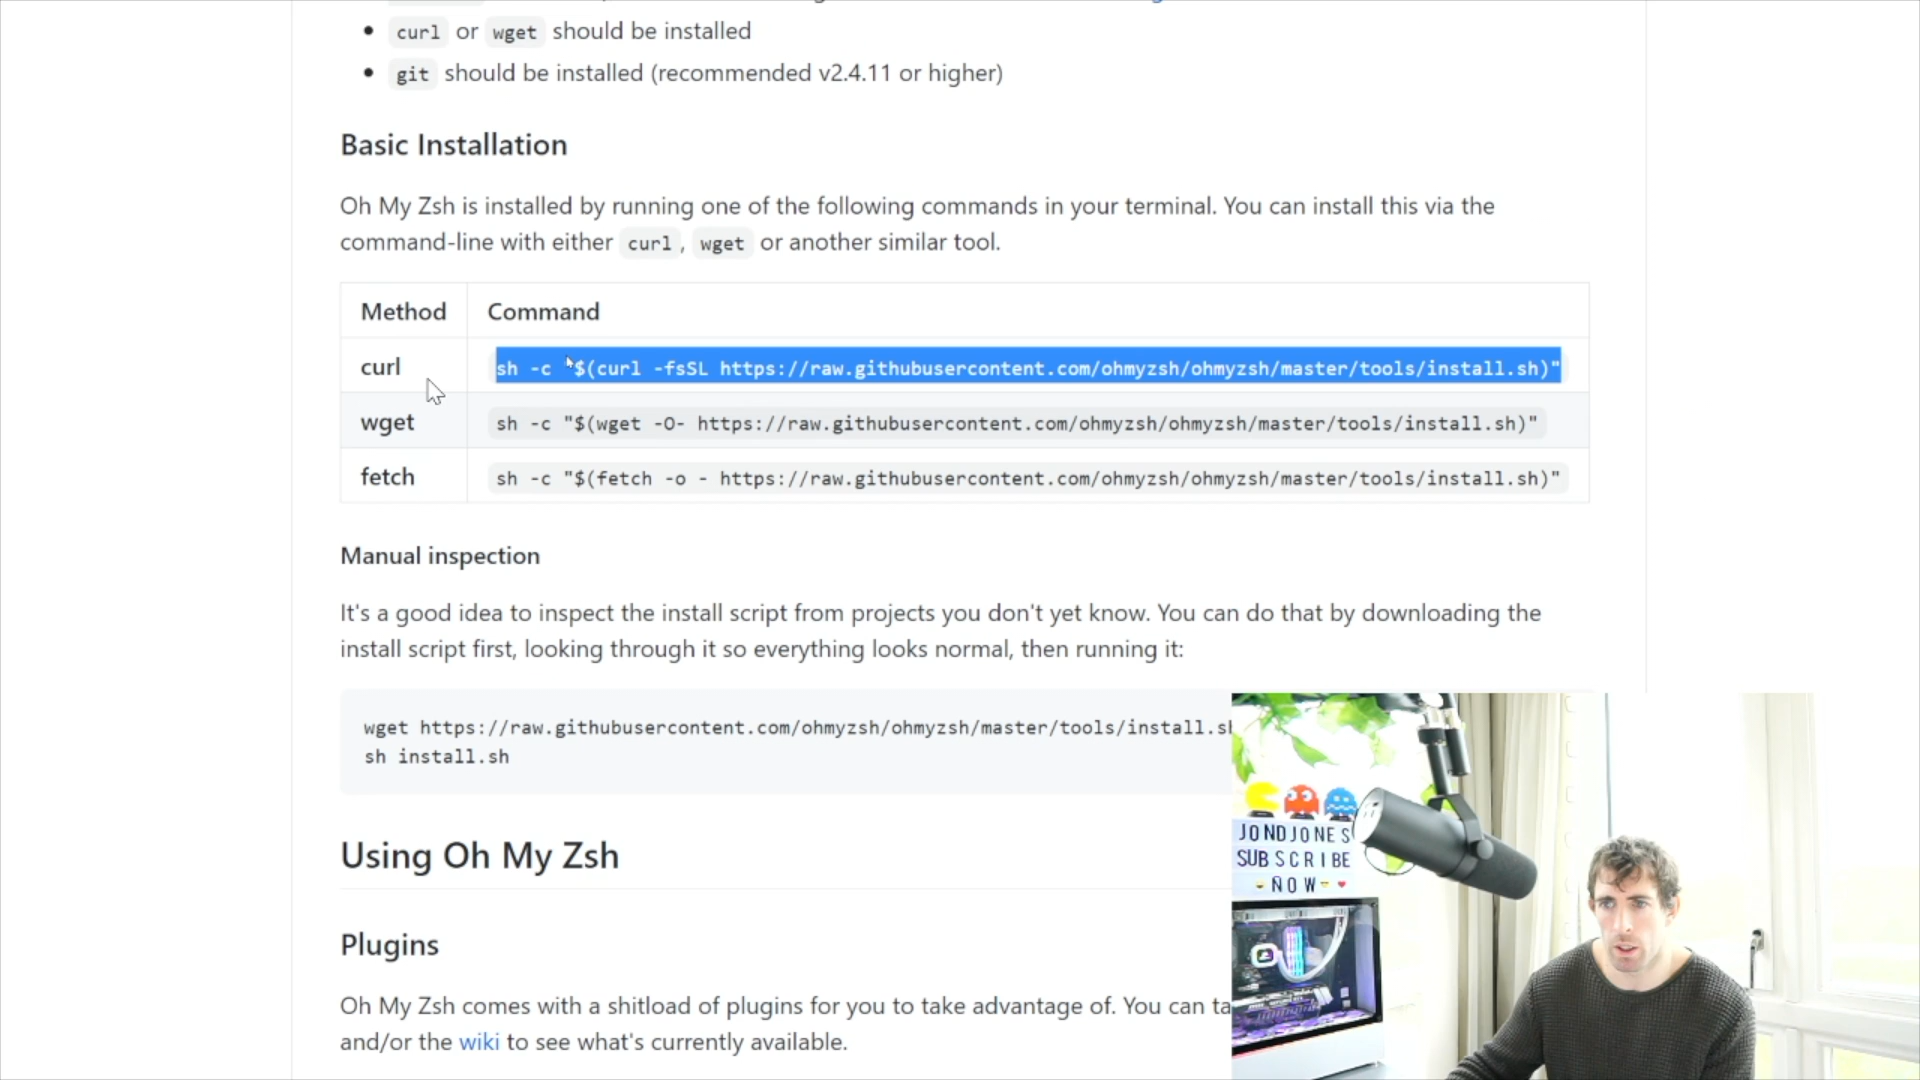 curl or wget should be installed
git should be installed (recommended v2.4.11 or higher)
Basic Installation
Oh My Zsh is installed by running one of the following commands in your terminal. You can install this via the
command-line with either curl, wget or another similar tool.
Method Command
curl sh -c "$(curl -fsSL https://raw.githubusercontent.com/ohmyzsh/ohmyzsh/master/tools/install.sh)"
wget sh -c "$(wget -O- https://raw.githubusercontent.com/ohmyzsh/ohmyzsh/master/tools/install.sh)"
fetch sh -c "$(fetch -o - https://raw.githubusercontent.com/ohmyzsh/ohmyzsh/master/tools/install.sh)"
Manual inspection
It's a good idea to inspect the install script from projects you don't yet know. You can do that by downloading the
install script first, looking through it so everything looks normal, then running it:
wget https://raw.githubusercontent.com/ohmyzsh/ohmyzsh/master/tools/install.sh
sh install.sh
Using Oh My Zsh
Plugins
Oh My Zsh comes with a shitload of plugins for you to take advantage of. You can ta
and/or the wiki to see what's currently available.
JONDJONES
SUBSCRIBE
NOW